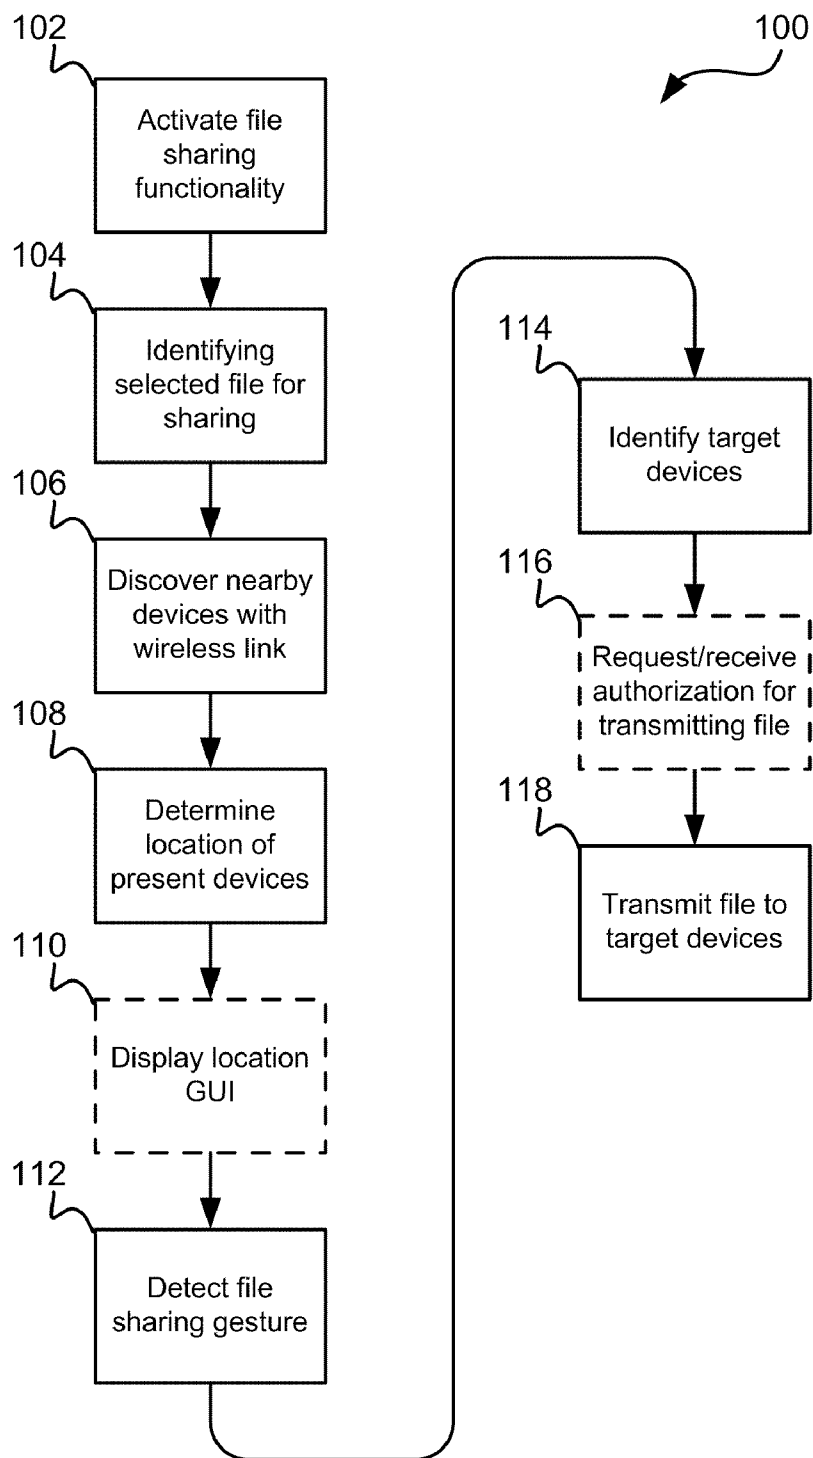 102
100
Activate file
sharing
functionality
104
Identifying
selected file for
sharing
106
Discover nearby
devices with
wireless link
108
Determine
location of
present devices
110
Display location
GUI
112
Detect file
sharing gesture
114
Identify target
devices
116
Request/receive
authorization for
transmitting file
118
Transmit file to
target devices